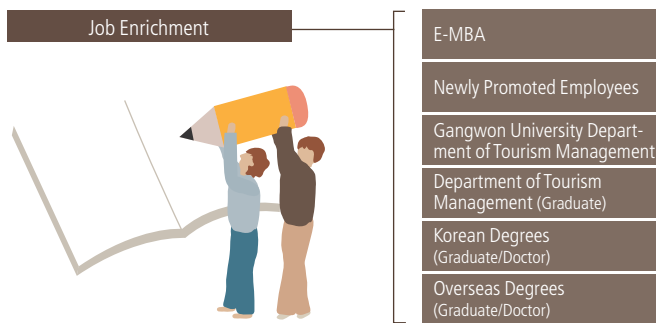 Job Enrichment
E-MBA
Newly Promoted Employees
Gangwon University Depart-
ment of Tourism Management
Department of Tourism
Management (Graduate)
Korean Degrees
(Graduate/Doctor)
Overseas Degrees
(Graduate/Doctor)